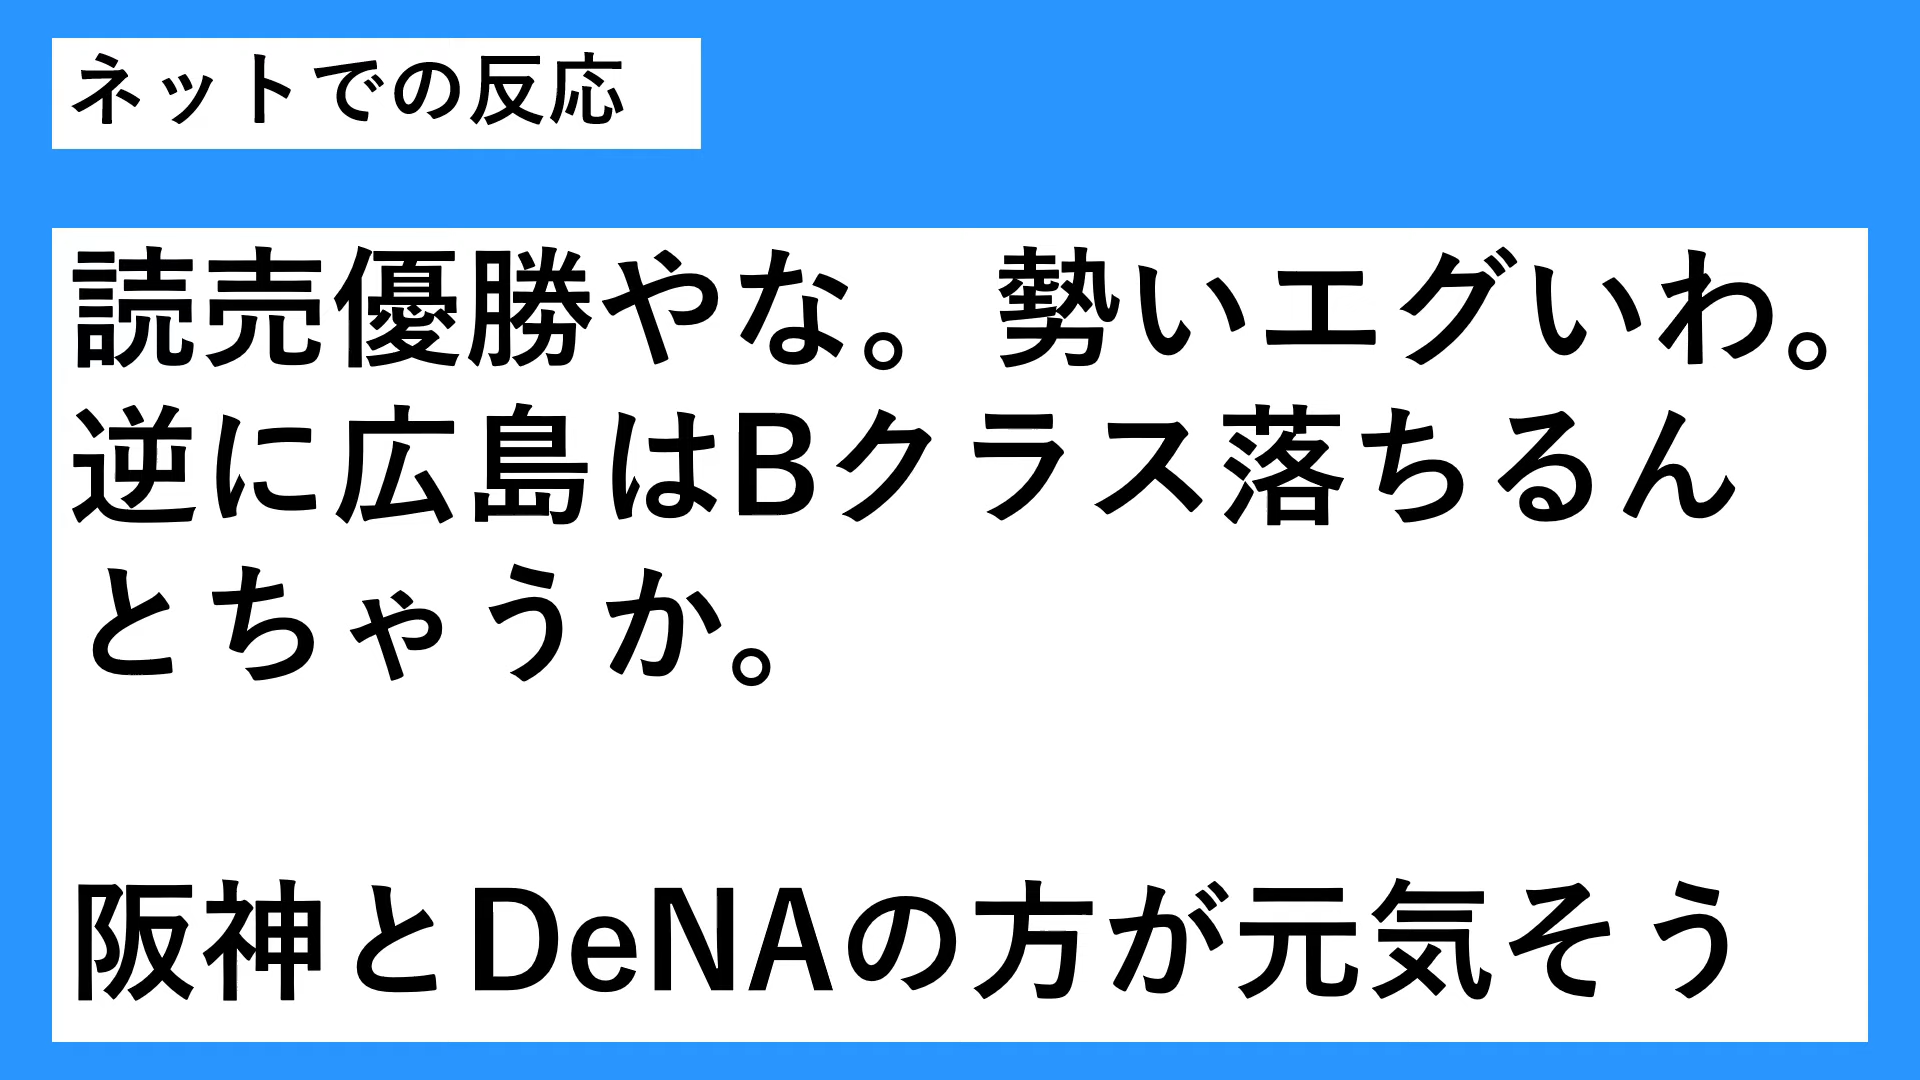 ネットでの反応
読売優勝やな。勢いエグいわ。
逆に広島はBクラス落ちるん
とちゃうか。
阪神とDeNAの方が元気そう